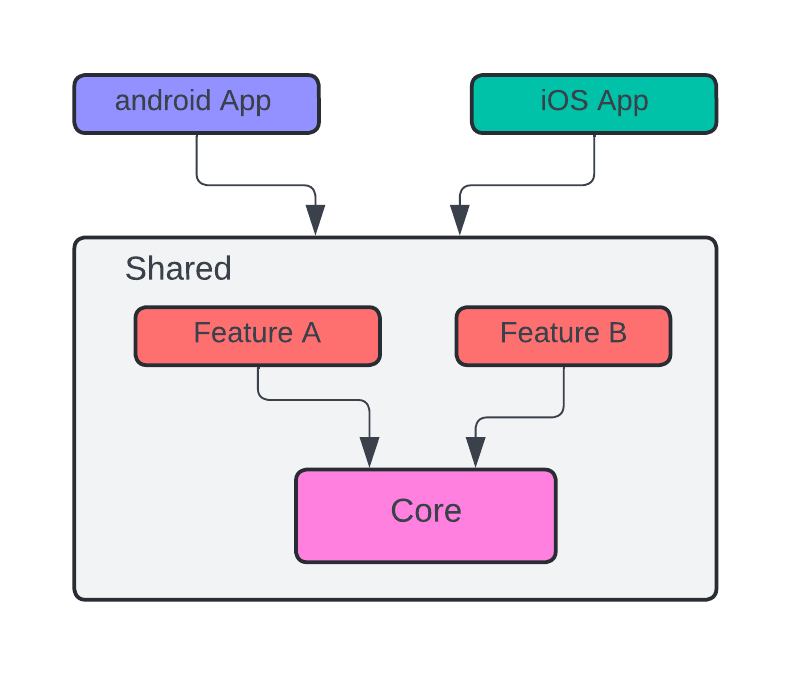 android App
iOS App
Shared
Feature A
Feature B
Core